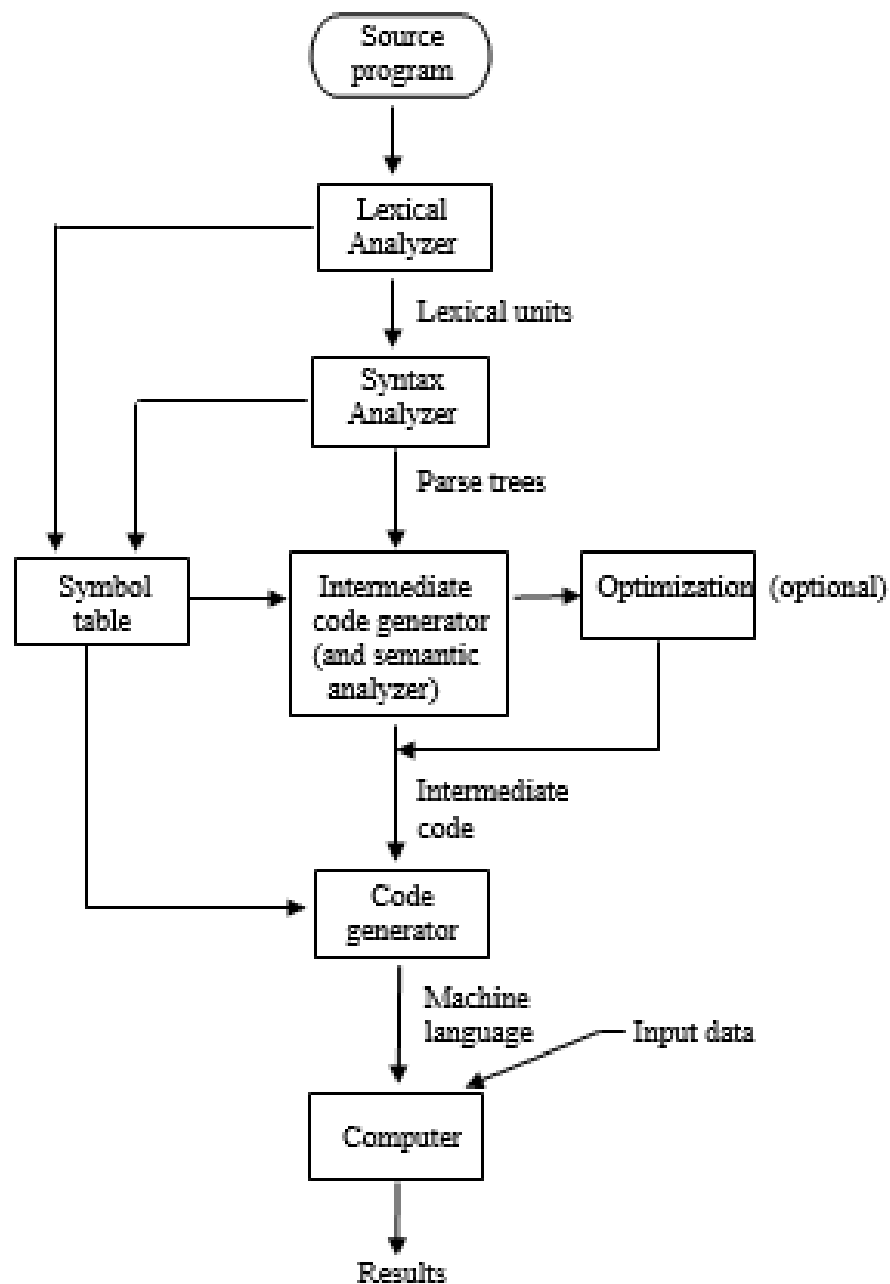 Source
program
Lexical
Analyzer
Lexical units
Syntax
Analyzer
Parse trees
Symbol
table
Intermediate
code generator
(and semantic
analyzer)
Optimization (optional)
Intermediate
code
Code
generator
Machine
language
Input data
Computer
Results